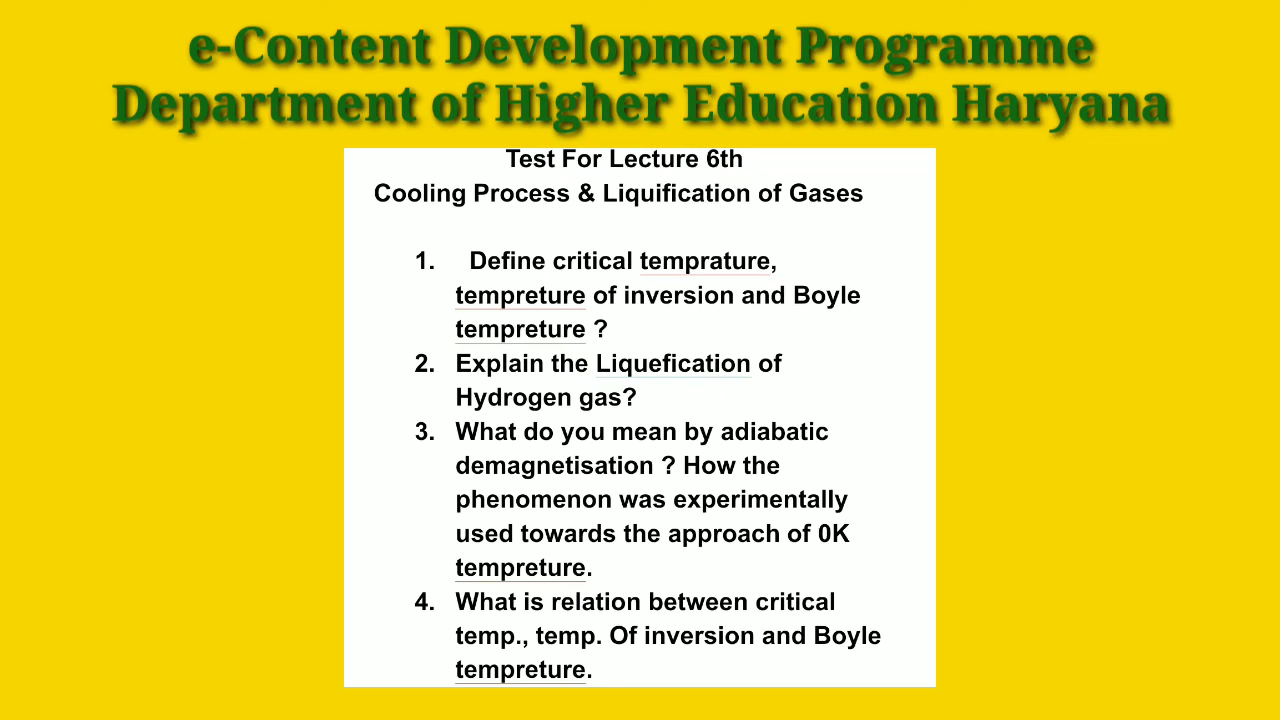 e-Content Development Programme
Department of Higher Education Haryana
Test For Lecture 6th
Cooling Process & Liquification of Gases
1. Define critical temprature,
tempreture of inversion and Boyle
tempreture ?
2. Explain the Liquefication of
Hydrogen gas?
3. What do you mean by adiabatic
demagnetisation ? How the
phenomenon was experimentally
used towards the approach of 0K
tempreture.
4. What is relation between critical
temp., temp. Of inversion and Boyle
tempreture.